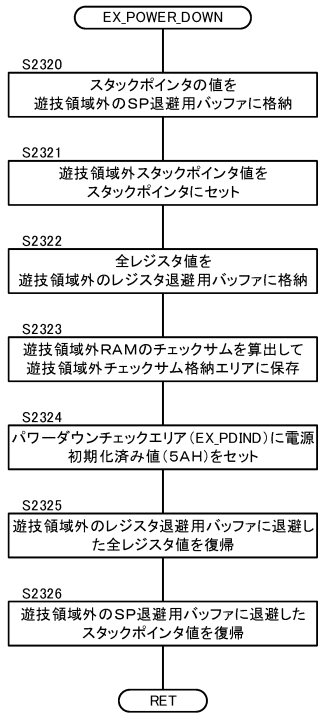 EX_POWER_DOWN
S2320
スタックポインタの値を
遊技領域外のSP退避用バッファに格納
S2321
遊技領域外スタックポインタ値を
スタックポインタにセット
S2322
全レジスタ値を
遊技領域外のレジスタ退避用バッファに格納
S2323
遊技領域外RAMのチェックサムを算出して
遊技領域外チェックサム格納エリアに保存
S2324
パワーダウンチェックエリア(EX_PDIND)に電源
初期化済み値(5AH)をセット
S2325
遊技領域外のレジスタ退避用バッファに退避し
た全レジスタ値を復帰
S2326
遊技領域外のSP退避用バッファに退避した
スタックポインタ値を復帰
RET